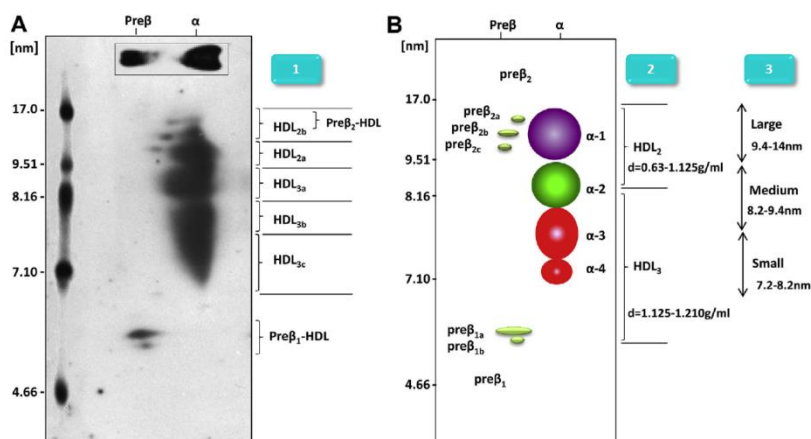 A
Preβ
α
[nm]
1
17.0
9.51
8.16
7.10
4.66
HDL2b
Preβ2-HDL
HDL2a
HDL3a
HDL3b
HDL3c
Preβ1-HDL
B
Preβ
α
[nm]
2
3
17.0
9.51
8.16
7.10
4.66
preβ2
preβ2a
preβ2b
preβ2c
α-1
α-2
α-3
α-4
preβ1a
preβ1b
preβ1
HDL2
d=0.63-1.125g/ml
HDL3
d=1.125-1.210g/ml
Large
9.4-14nm
Medium
8.2-9.4nm
Small
7.2-8.2nm